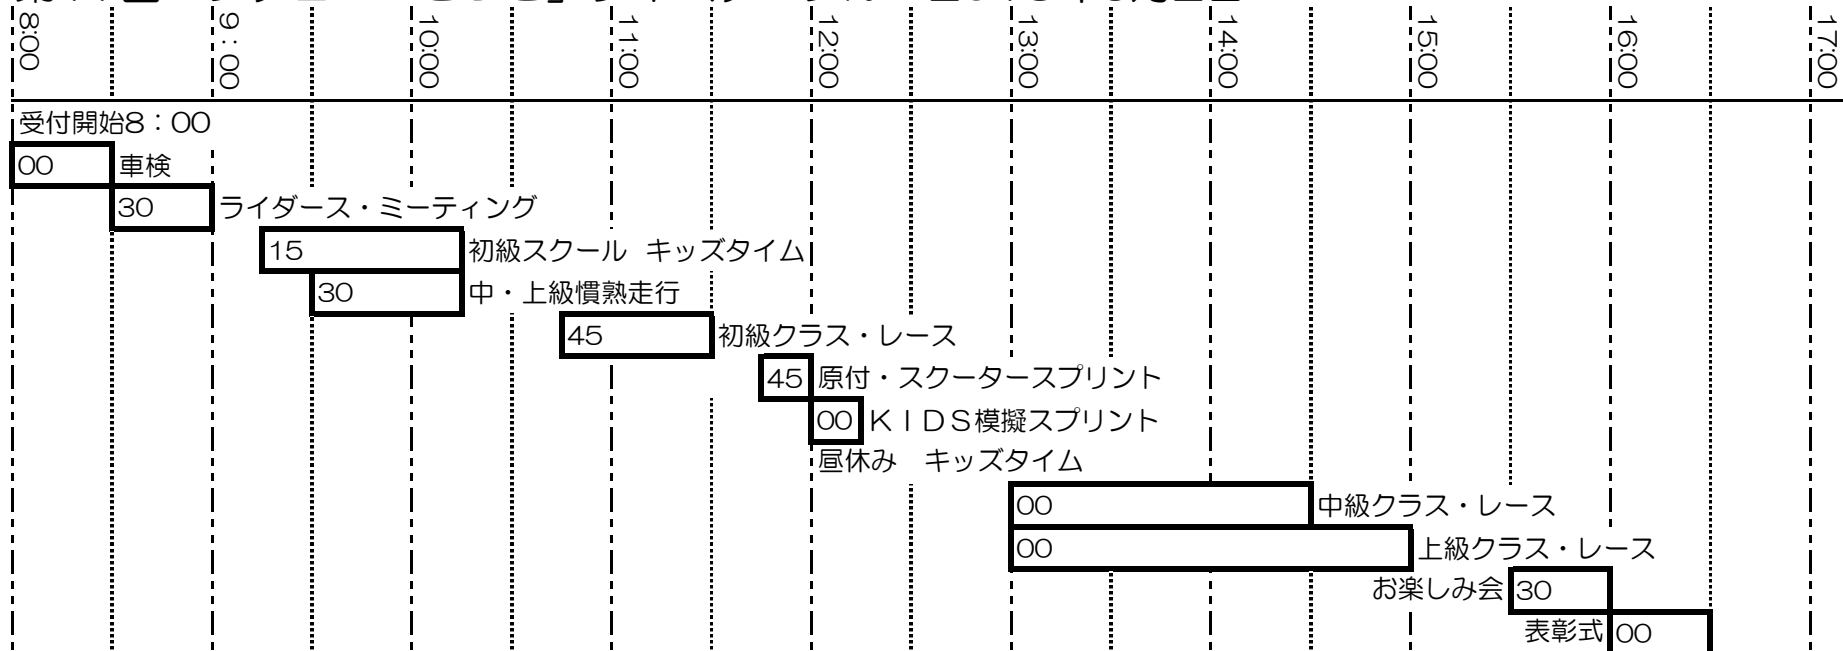 8:00 9:00 10:00 11:00 12:00 13:00 14:00 15:00 16:00 17:00
受付開始8：00
00 車検
30 ライダース・ミーティング
15 初級スクール キッズタイム
30 中・上級慣熟走行
45 初級クラス・レース
45 原付・スクータースプリント
00 ＫＩＤＳ模擬スプリント
昼休み　キッズタイム
00 中級クラス・レース
00 上級クラス・レース
お楽しみ会 30
表彰式 00